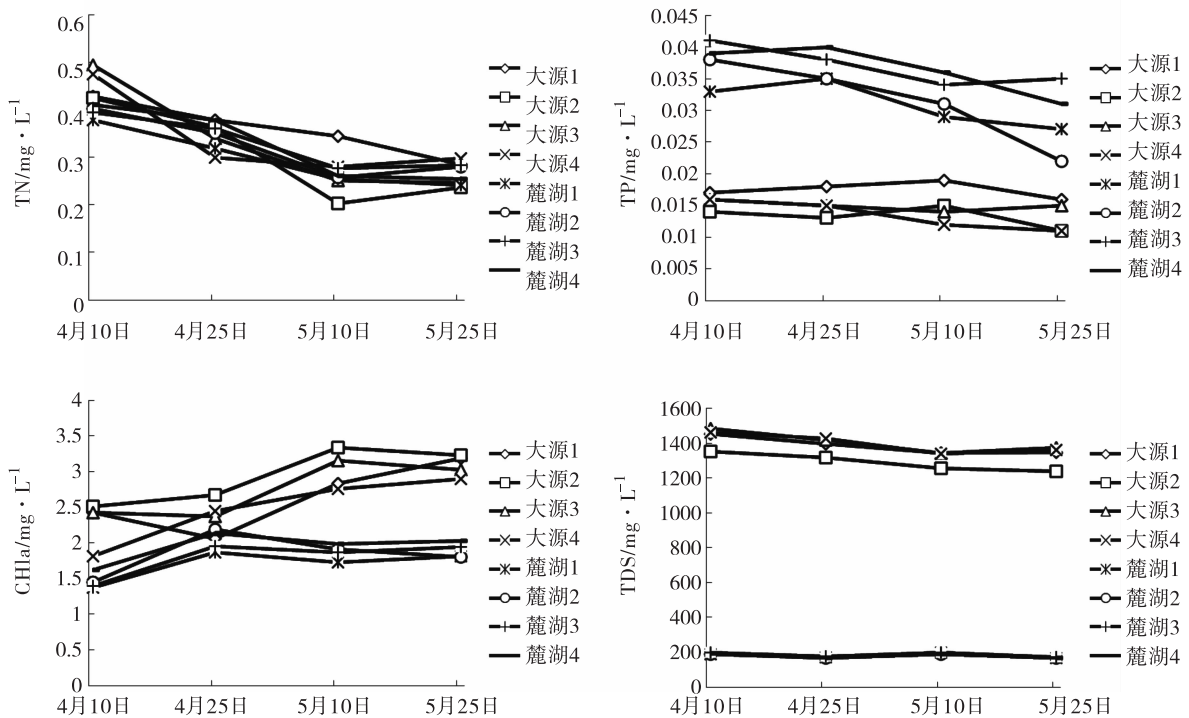 0.6
0.5
0.4
0.3
0.2
0.1
0
TN/mg·L⁻¹
4月10日 4月25日 5月10日 5月25日
大源1
大源2
大源3
大源4
麓湖1
麓湖2
麓湖3
麓湖4
0.045
0.04
0.035
0.03
0.025
0.02
0.015
0.01
0.005
0
TP/mg·L⁻¹
4月10日 4月25日 5月10日 5月25日
大源1
大源2
大源3
大源4
麓湖1
麓湖2
麓湖3
麓湖4
4
3.5
3
2.5
2
1.5
1
0.5
0
CHla/mg·L⁻¹
4月10日 4月25日 5月10日 5月25日
大源1
大源2
大源3
大源4
麓湖1
麓湖2
麓湖3
麓湖4
1600
1400
1200
1000
800
600
400
200
0
TDS/mg·L⁻¹
4月10日 4月25日 5月10日 5月25日
大源1
大源2
大源3
大源4
麓湖1
麓湖2
麓湖3
麓湖4